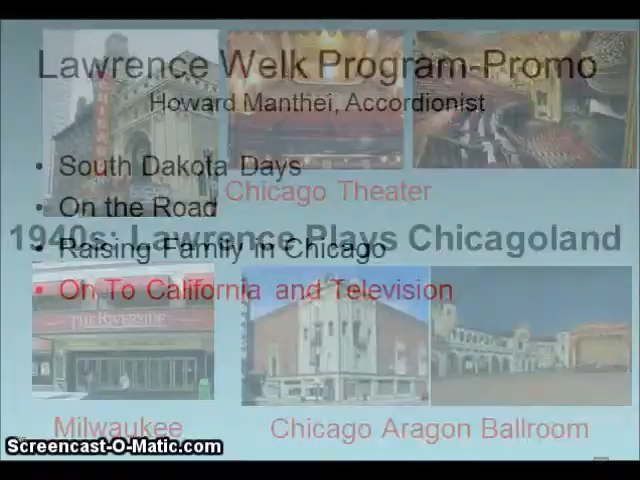 Lawrence Welk Program-Promo
Howard Manthei, Accordionist
CHICAGO
• South Dakota Days
Chicago Theater
• On the Road
1940s: Lawrence Plays Chicagoland
• Raising Family in Chicago
• On To California and Television
THE RIVERSIDE
Milwaukee
Chicago Aragon Ballroom
Screencast-O-Matic.com